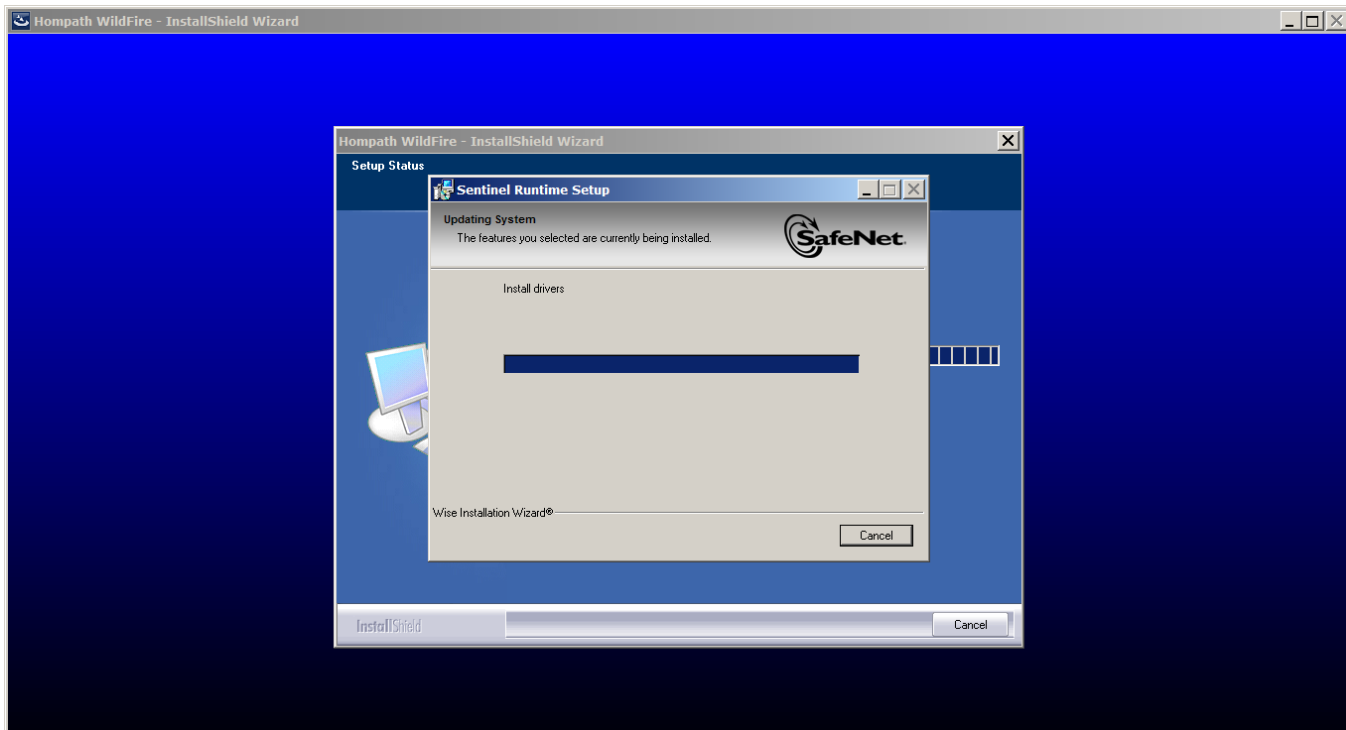 Hompath WildFire - InstallShield Wizard
Hompath WildFire - InstallShield Wizard
Setup Status
Sentinel Runtime Setup
Updating System
The features you selected are currently being installed.
SafeNet.
Install drivers
Wise Installation Wizard®
Cancel
InstallShield
Cancel